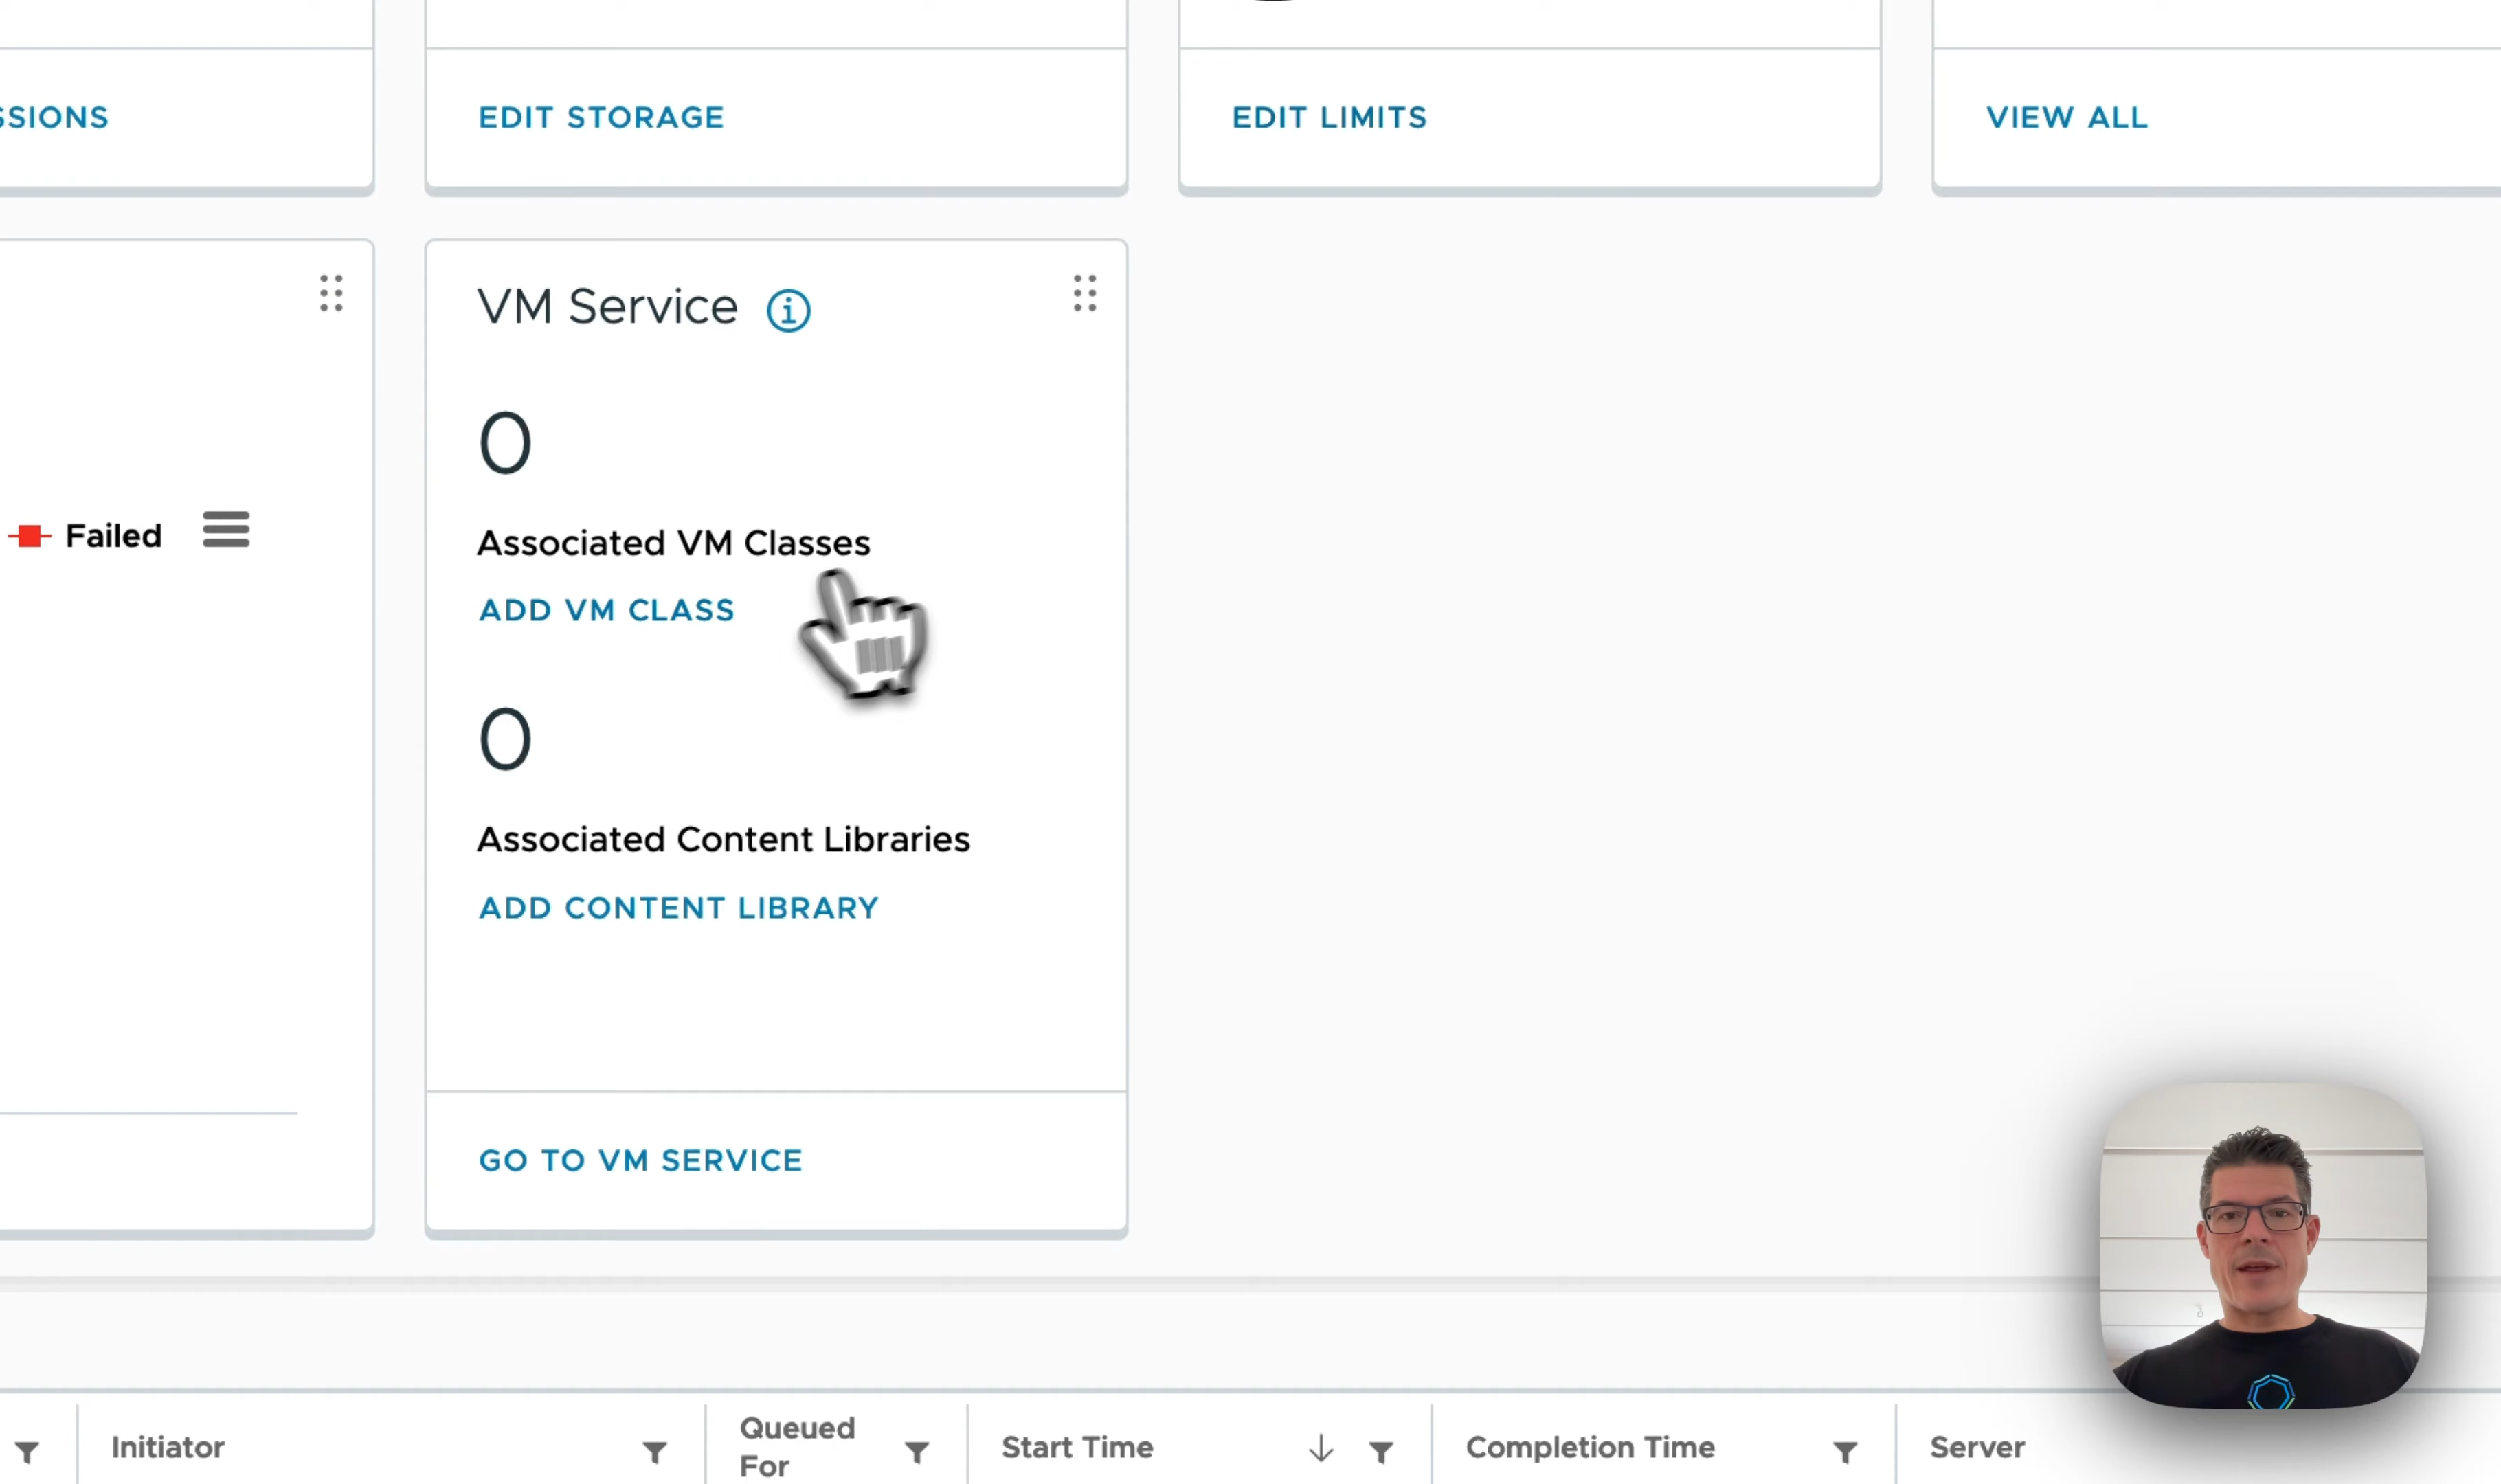 EDIT STORAGE
EDIT LIMITS
VIEW ALL
VM Service
0
Failed
Associated VM Classes
ADD VM CLASS
0
Associated Content Libraries
ADD CONTENT LIBRARY
GO TO VM SERVICE
Initiator
Queued
For
Start Time
Completion Time
Server